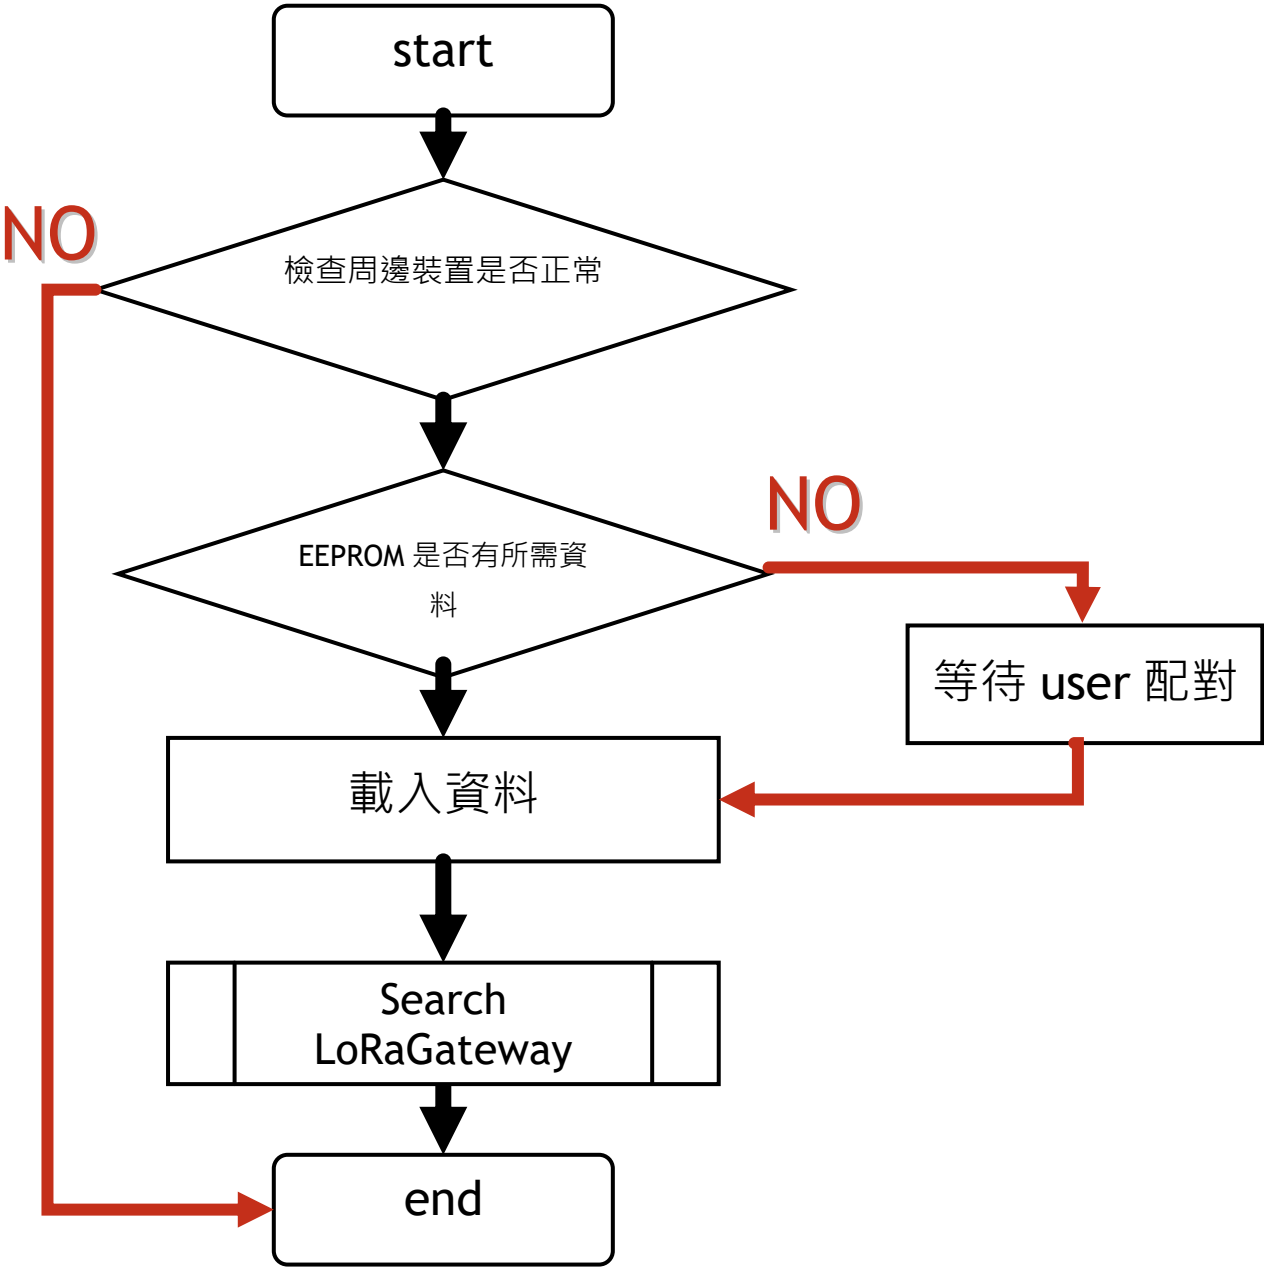 start
NO
檢查周邊裝置是否正常
NO
EEPROM 是否有所需資
料
等待 user 配對
載入資料
Search
LoRaGateway
end